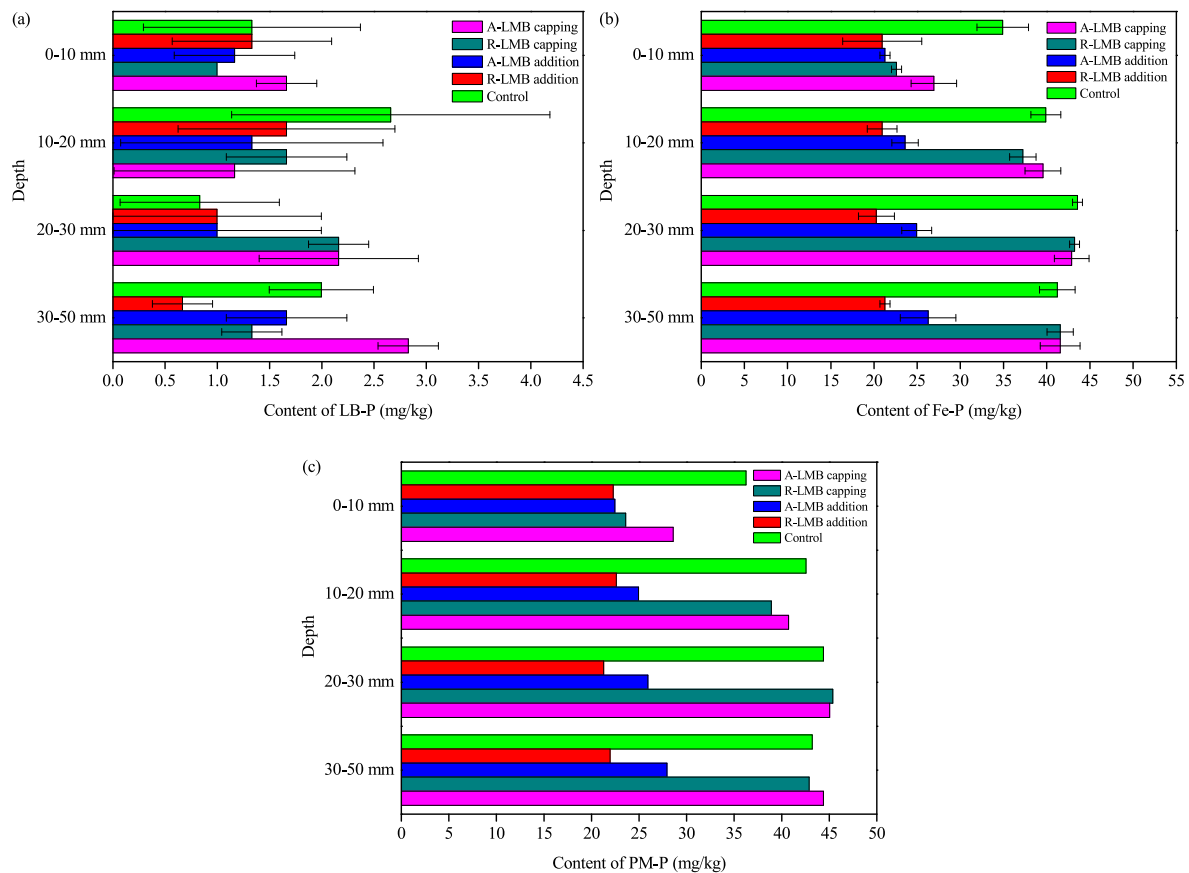 (a)
A-LMB capping
R-LMB capping
A-LMB addition
R-LMB addition
Control
0-10 mm
10-20 mm
20-30 mm
30-50 mm
Depth
0.0 0.5 1.0 1.5 2.0 2.5 3.0 3.5 4.0 4.5
Content of LB-P (mg/kg)
(b)
A-LMB capping
R-LMB capping
A-LMB addition
R-LMB addition
Control
0-10 mm
10-20 mm
20-30 mm
30-50 mm
Depth
0 5 10 15 20 25 30 35 40 45 50 55
Content of Fe-P (mg/kg)
(c)
A-LMB capping
R-LMB capping
A-LMB addition
R-LMB addition
Control
0-10 mm
10-20 mm
20-30 mm
30-50 mm
Depth
0 5 10 15 20 25 30 35 40 45 50
Content of PM-P (mg/kg)